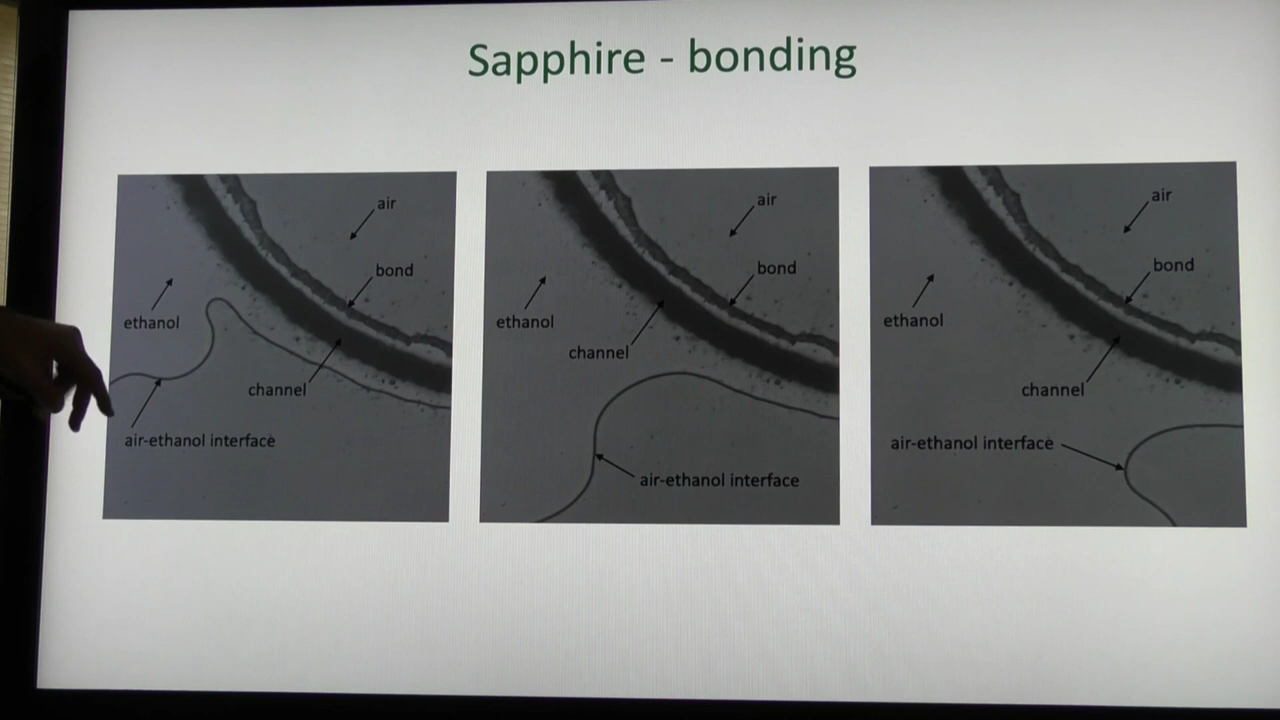 Sapphire - bonding
air
bond
ethanol
channel
air-ethanol interface
air
bond
ethanol
channel
air-ethanol interface
air
bond
ethanol
channel
air-ethanol interface